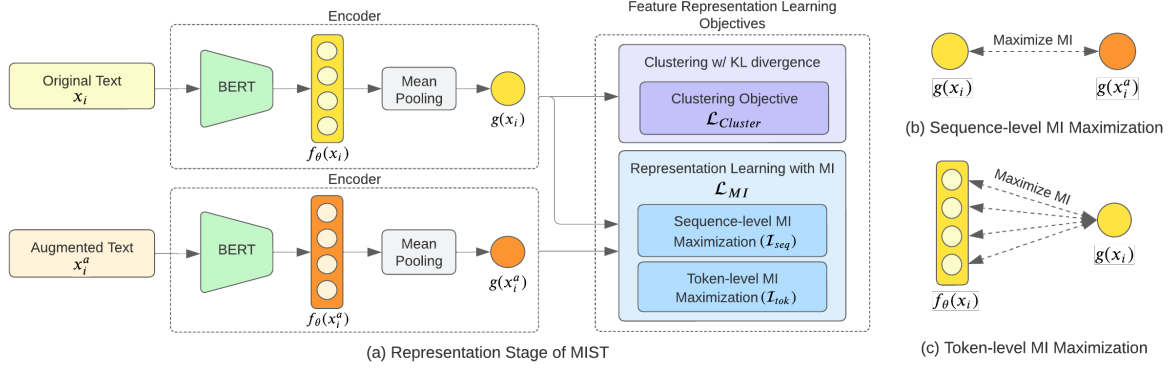 Encoder
Original Text
x_i
BERT
f_θ(x_i)
Mean
Pooling
g(x_i)
Encoder
Augmented Text
x_i^a
BERT
f_θ(x_i^a)
Mean
Pooling
g(x_i^a)
Feature Representation Learning
Objectives
Clustering w/ KL divergence
Clustering Objective
ℒ_Cluster
Representation Learning with MI
ℒ_MI
Sequence-level MI
Maximization (ℐ_seq)
Token-level MI
Maximization (ℐ_tok)
(a) Representation Stage of MIST
Maximize MI
g(x_i)
g(x_i^a)
(b) Sequence-level MI Maximization
Maximize MI
g(x_i)
f_θ(x_i)
(c) Token-level MI Maximization